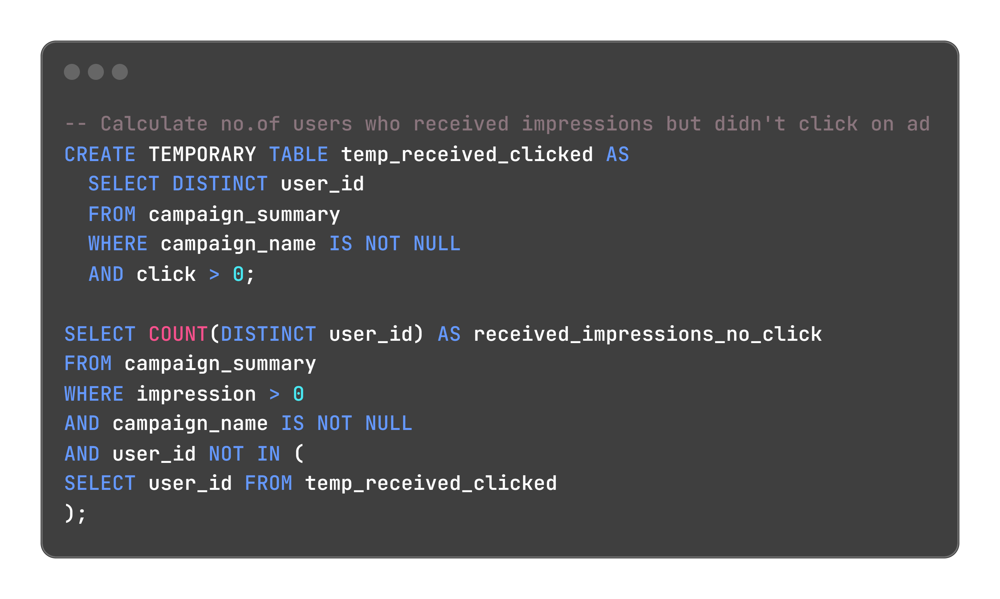 -- Calculate no.of users who received impressions but didn't click on ad
CREATE TEMPORARY TABLE temp_received_clicked AS
  SELECT DISTINCT user_id
  FROM campaign_summary
  WHERE campaign_name IS NOT NULL
  AND click > 0;

SELECT COUNT(DISTINCT user_id) AS received_impressions_no_click
FROM campaign_summary
WHERE impression > 0
AND campaign_name IS NOT NULL
AND user_id NOT IN (
SELECT user_id FROM temp_received_clicked
);